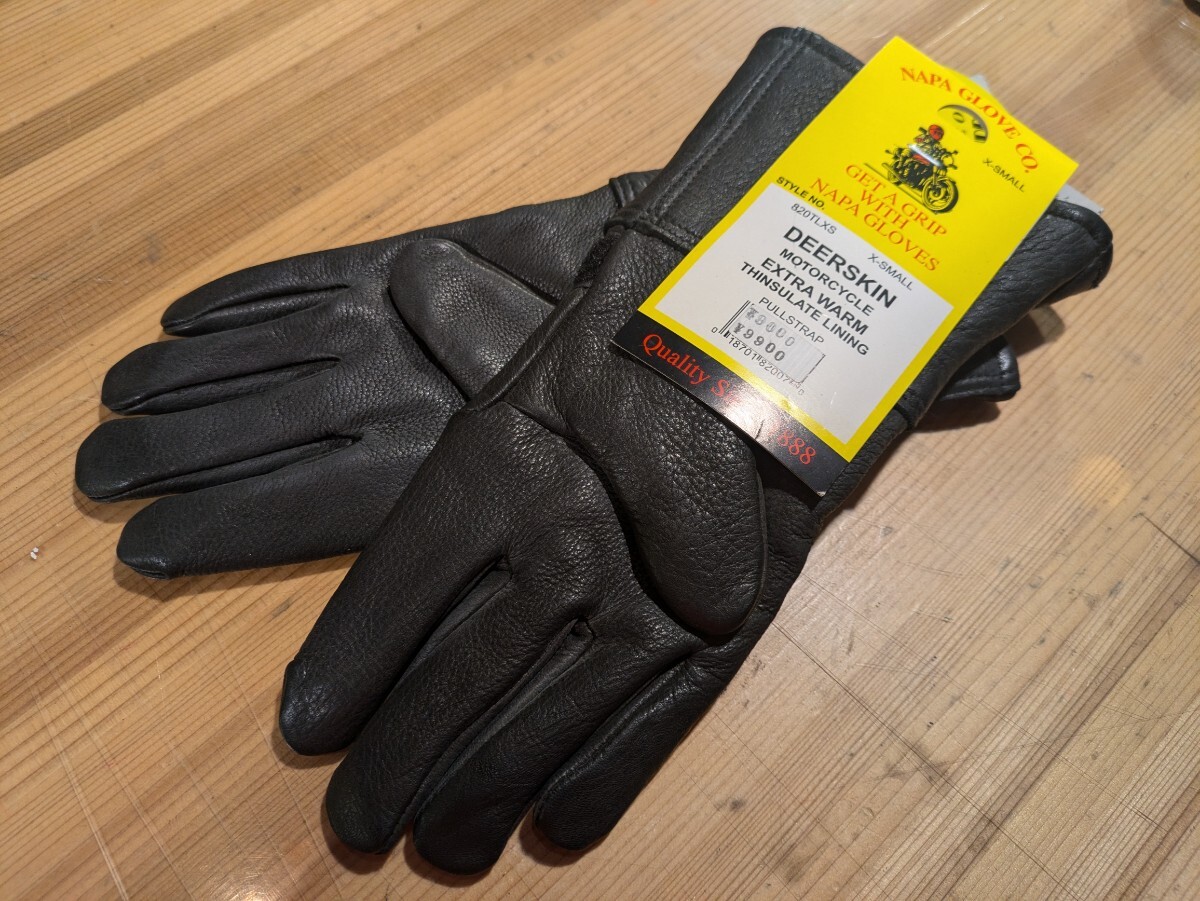 NAPA GLOVE CO.
X-SMALL
GET A GRIP
WITH
NAPA GLOVES
STYLE NO.
820TLXS X-SMALL
DEERSKIN
MOTORCYCLE
EXTRA WARM
THINSULATE LINING
PULLSTRAP
¥9900
Quality 888